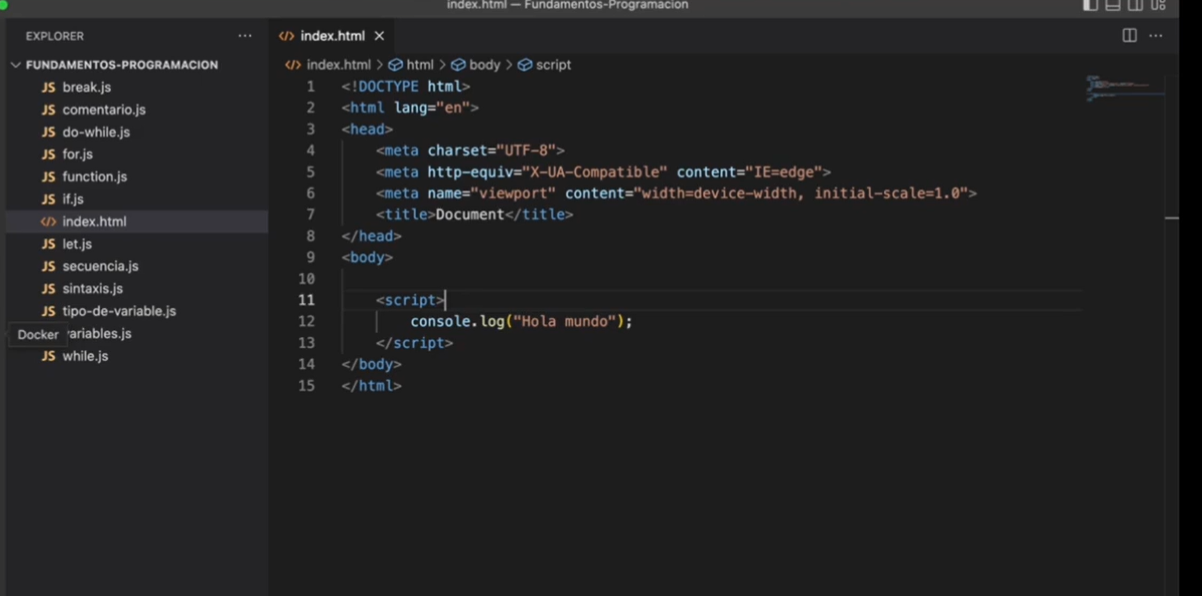 index.html — Fundamentos-Programacion
EXPLORER
FUNDAMENTOS-PROGRAMACION
JS break.js
JS comentario.js
JS do-while.js
JS for.js
JS function.js
JS if.js
</> index.html
JS let.js
JS secuencia.js
JS sintaxis.js
JS tipo-de-variable.js
Docker
ariables.js
JS while.js
</> index.html ×
</> index.html > html > body > script
1 <!DOCTYPE html>
2 <html lang="en">
3 <head>
4 <meta charset="UTF-8">
5 <meta http-equiv="X-UA-Compatible" content="IE=edge">
6 <meta name="viewport" content="width=device-width, initial-scale=1.0">
7 <title>Document</title>
8 </head>
9 <body>
10
11 <script>
12 console.log("Hola mundo");
13 </script>
14 </body>
15 </html>